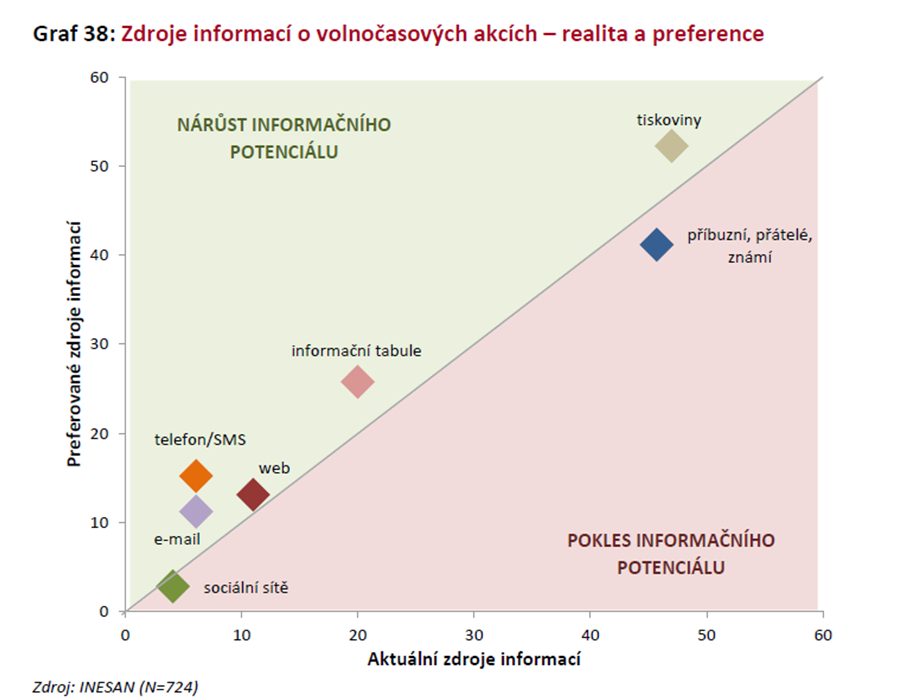 Graf 38: Zdroje informací o volnočasových akcích – realita a preference
60
50
40
30
20
10
0
Preferované zdroje informací
NÁRŮST INFORMAČNÍHO
POTENCIÁLU
tiskoviny
příbuzní, přátelé,
známí
informační tabule
telefon/SMS
web
e-mail
sociální sítě
POKLES INFORMAČNÍHO
POTENCIÁLU
0 10 20 30 40 50 60
Aktuální zdroje informací
Zdroj: INESAN (N=724)